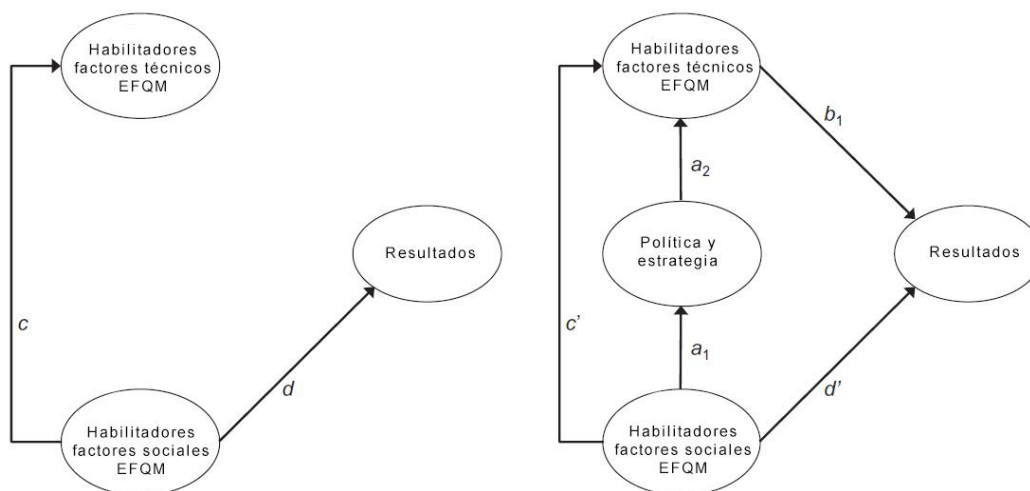 Habilitadores
factores técnicos
EFQM
Resultados
c
d
Habilitadores
factores sociales
EFQM
Habilitadores
factores técnicos
EFQM
b1
a2
Política y
estrategia
Resultados
c'
a1
d'
Habilitadores
factores sociales
EFQM